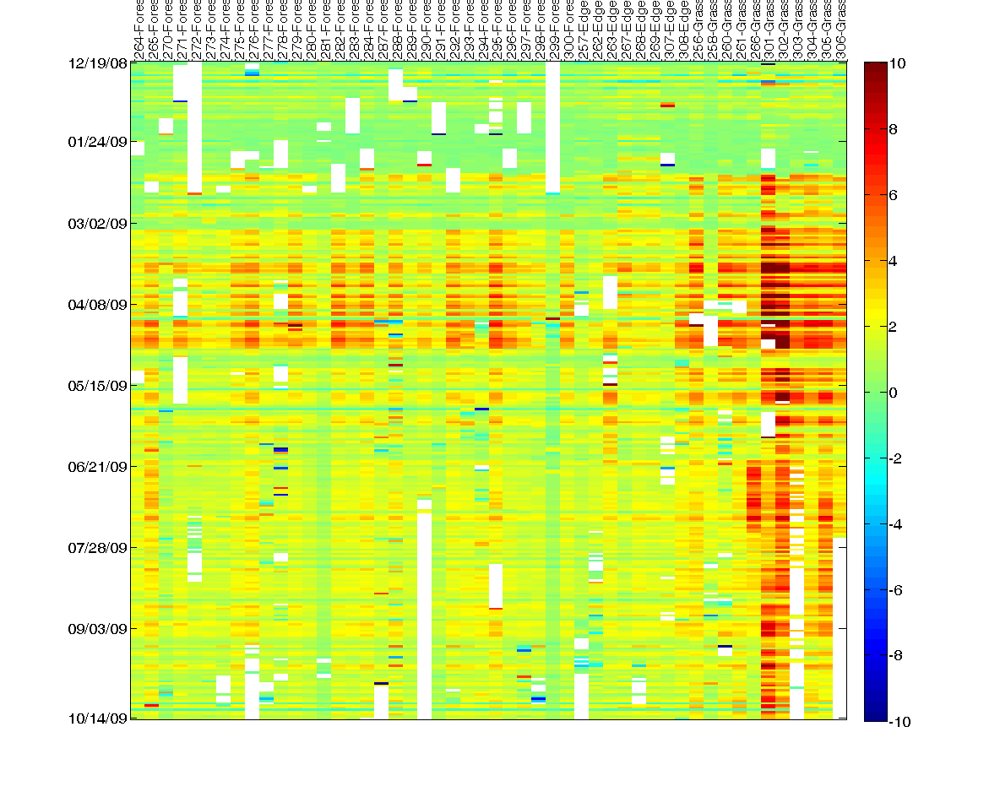 264-Fores
265-Fores
270-Fores
271-Fores
272-Fores
273-Fores
274-Fores
275-Fores
276-Fores
277-Fores
278-Fores
279-Fores
280-Fores
281-Fores
282-Fores
283-Fores
284-Fores
287-Fores
288-Fores
289-Fores
290-Fores
291-Fores
292-Fores
293-Fores
294-Fores
295-Fores
296-Fores
297-Fores
298-Fores
299-Fores
300-Fores
257-Edge
262-Edge
263-Edge
267-Edge
268-Edge
269-Edge
307-Edge
308-Edge
256-Grass
258-Grass
260-Grass
261-Grass
266-Grass
301-Grass
302-Grass
303-Grass
304-Grass
305-Grass
306-Grass
12/19/08
01/24/09
03/02/09
04/08/09
05/15/09
06/21/09
07/28/09
09/03/09
10/14/09
10
8
6
4
2
0
-2
-4
-6
-8
-10